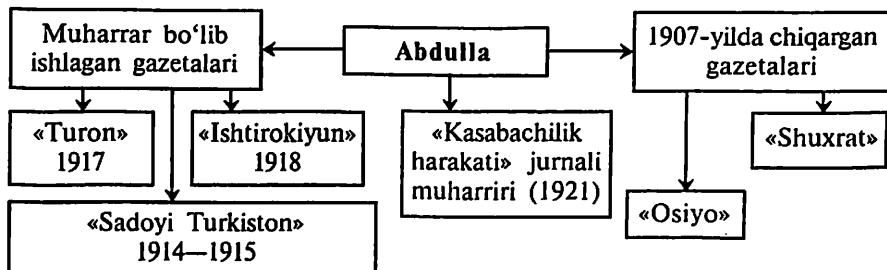 Muharrar bo‘lib
ishlagan gazetalari
Abdulla
1907-yilda chiqargan
gazetalari
«Turon»
1917
«Ishtirokiyun»
1918
«Kasabachilik
harakati» jurnali
muharriri (1921)
«Shuxrat»
«Osiyo»
«Sadoyi Turkiston»
1914—1915